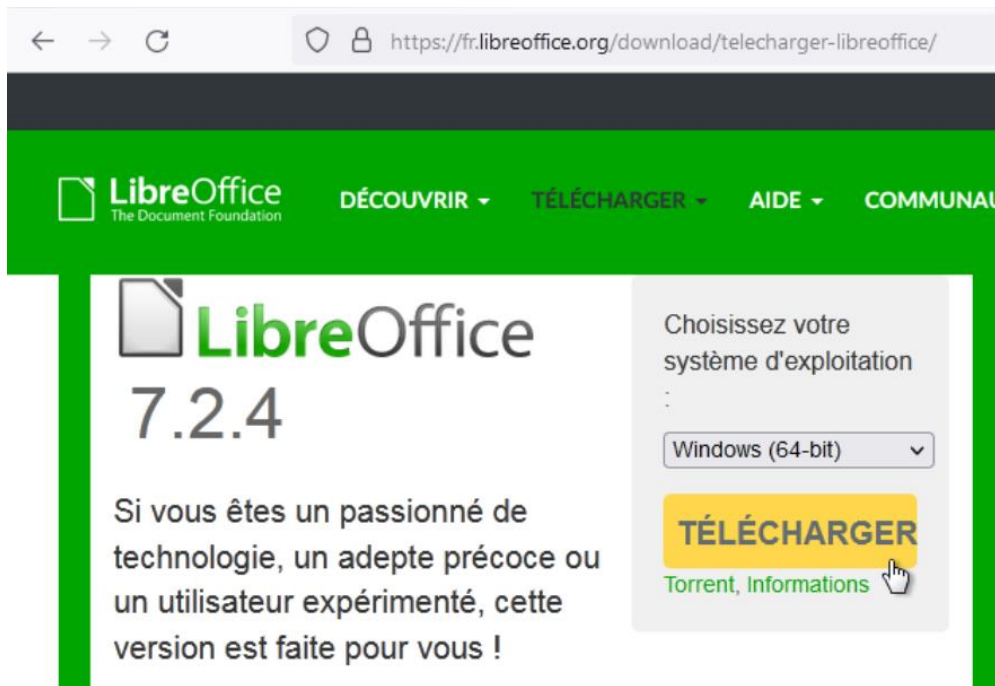 https://fr.libreoffice.org/download/telecharger-libreoffice/
LibreOffice
The Document Foundation
DÉCOUVRIR
TÉLÉCHARGER
AIDE
COMMUNAU
LibreOffice
7.2.4
Si vous êtes un passionné de
technologie, un adepte précoce ou
un utilisateur expérimenté, cette
version est faite pour vous !
Choisissez votre
système d'exploitation
:
Windows (64-bit)
TÉLÉCHARGER
Torrent, Informations